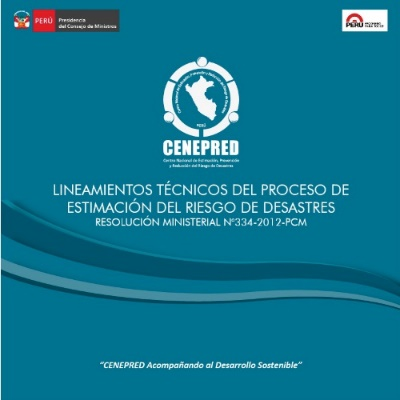 PERÚ
Presidencia
del Consejo de Ministros
PERÚ
PERÚ
CENEPRED
Centro Nacional de Estimación, Prevención
y Reducción del Riesgo de Desastres
LINEAMIENTOS TÉCNICOS DEL PROCESO DE
ESTIMACIÓN DEL RIESGO DE DESASTRES
RESOLUCIÓN MINISTERIAL N°334-2012-PCM
“CENEPRED Acompañando al Desarrollo Sostenible”